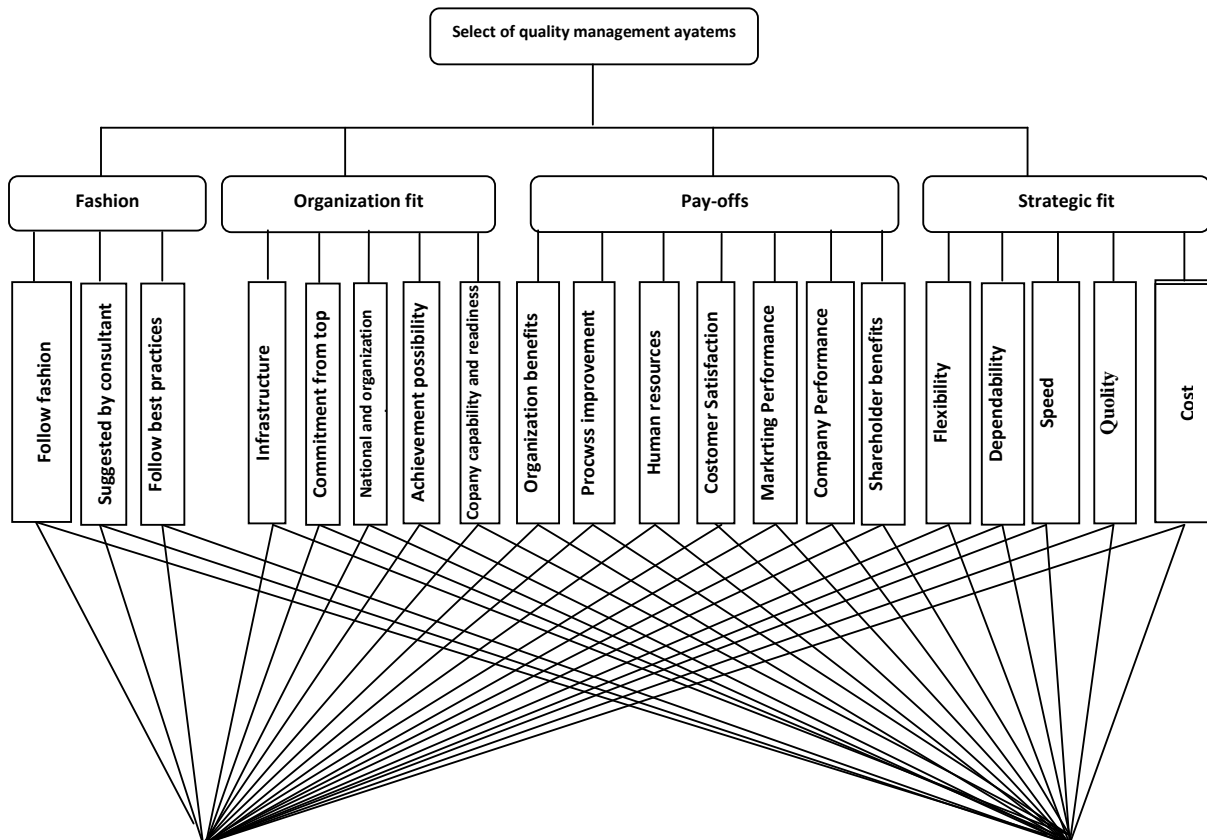 Select of quality management ayatems
Fashion
Organization fit
Pay-offs
Strategic fit
Follow fashion
Suggested by consultant
Follow best practices
Infrastructure
Commitment from top
National and organization
Achievement possibility
Copany capability and readiness
Organization benefits
Procwss improvement
Human resources
Costomer Satisfaction
Markrting Performance
Company Performance
Shareholder benefits
Flexibility
Dependability
Speed
Quolity
Cost